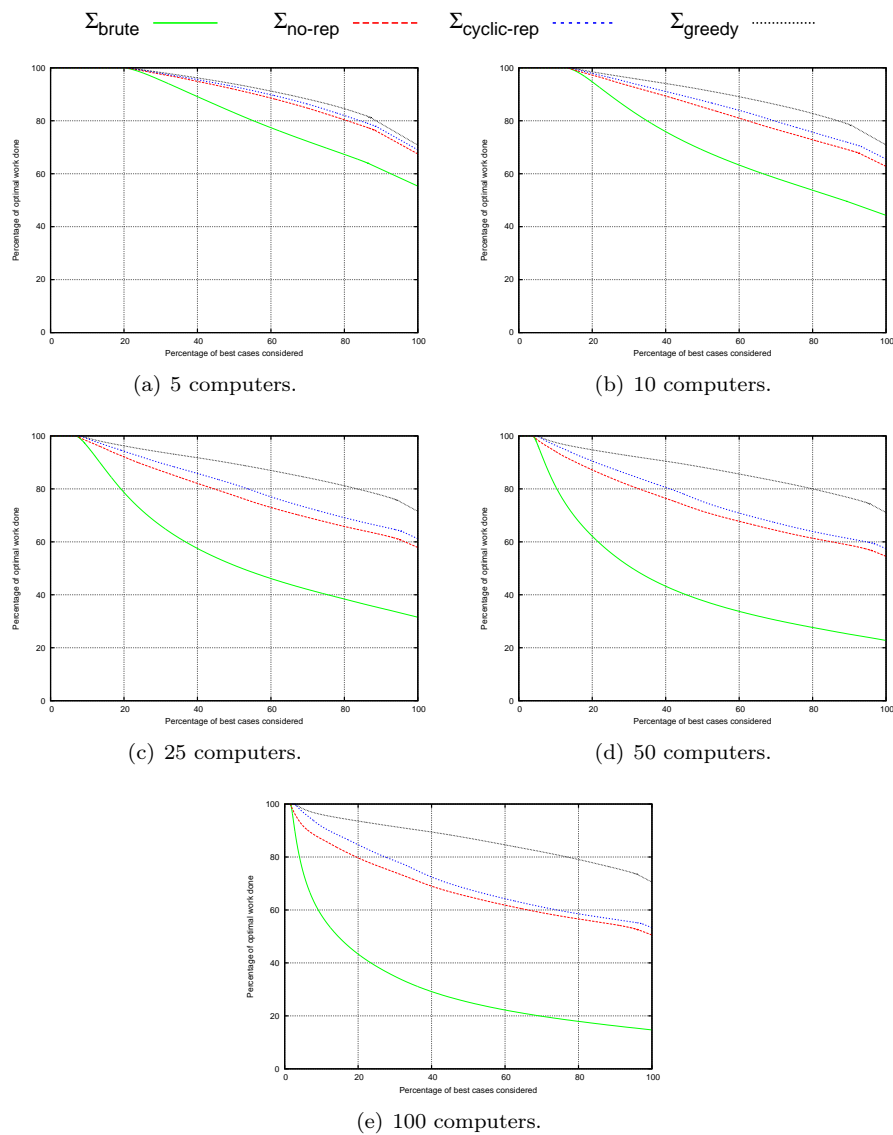 Σbrute Σno-rep Σcyclic-rep Σgreedy
Percentage of optimal work done
100
80
60
40
20
0
0 20 40 60 80 100
Percentage of best cases considered
(a) 5 computers.
Percentage of optimal work done
100
80
60
40
20
0
0 20 40 60 80 100
Percentage of best cases considered
(b) 10 computers.
Percentage of optimal work done
100
80
60
40
20
0
0 20 40 60 80 100
Percentage of best cases considered
(c) 25 computers.
Percentage of optimal work done
100
80
60
40
20
0
0 20 40 60 80 100
Percentage of best cases considered
(d) 50 computers.
Percentage of optimal work done
100
80
60
40
20
0
0 20 40 60 80 100
Percentage of best cases considered
(e) 100 computers.